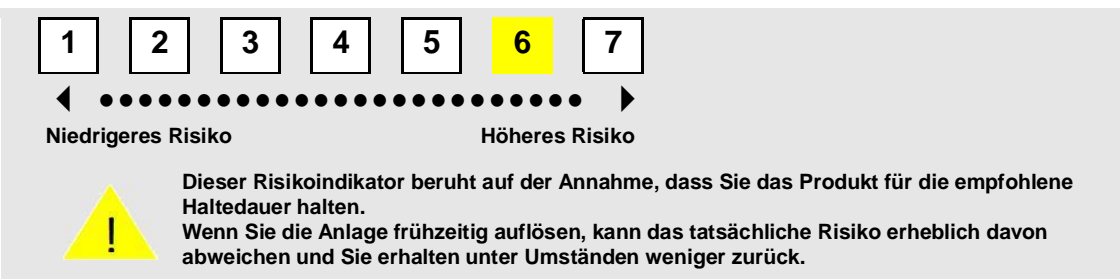 1 2 3 4 5 6 7
Niedrigeres Risiko Höheres Risiko
Dieser Risikoindikator beruht auf der Annahme, dass Sie das Produkt für die empfohlene
Haltedauer halten.
Wenn Sie die Anlage frühzeitig auflösen, kann das tatsächliche Risiko erheblich davon
abweichen und Sie erhalten unter Umständen weniger zurück.
!